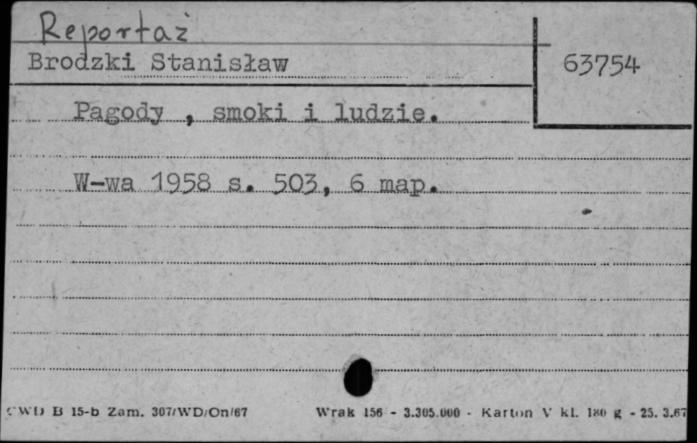 Reportaż
Brodzki Stanisław
63754
Pagody , smoki i ludzie.
W-wa 1958 s. 503, 6 map.
CWD B 15-b Zam. 307/WD/On/67 Wrak 156 - 3.305.000 - Karton V kl. 180 g - 25. 3.67